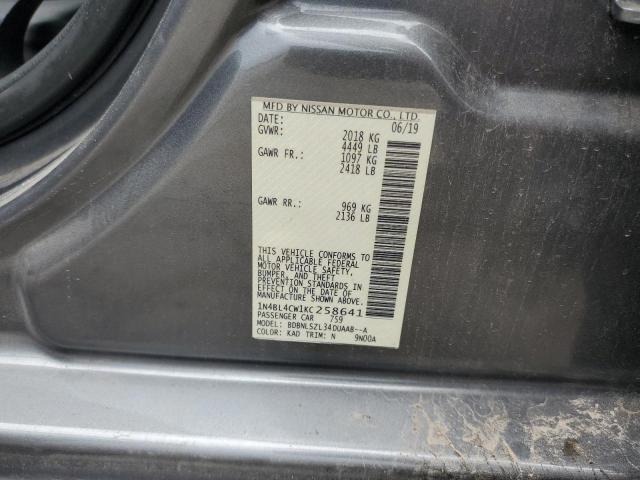 MFD BY NISSAN MOTOR CO., LTD.
DATE: 06/19
GVWR: 2018 KG
4449 LB
GAWR FR.: 1097 KG
2418 LB
GAWR RR.: 969 KG
2136 LB
THIS VEHICLE CONFORMS TO
ALL APPLICABLE FEDERAL
MOTOR VEHICLE SAFETY,
BUMPER, AND THEFT
PREVENTION STANDARDS IN
EFFECT ON THE DATE OF
MANUFACTURE SHOWN ABOVE.
1N4BL4CW1KC258641
PASSENGER CAR 759
MODEL: BDBNLSZL34DUAAB--A
COLOR: KAD TRIM: N 9N00A